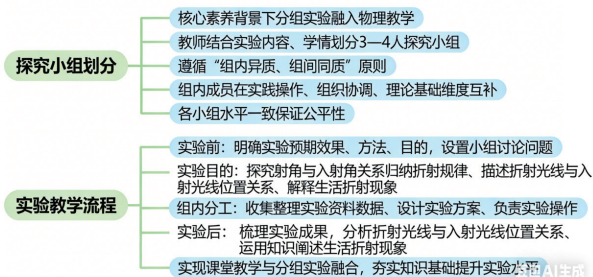 探究小组划分
核心素养背景下分组实验融入物理教学
教师结合实验内容、学情划分3—4人探究小组
遵循“组内异质、组间同质”原则
组内成员在实践操作、组织协调、理论基础维度互补
各小组水平一致保证公平性
实验教学流程
实验前：明确实验预期效果、方法、目的，设置小组讨论问题
实验目的：探究射角与入射角关系归纳折射规律、描述折射光线与入
射光线位置关系、解释生活折射现象
组内分工：收集整理实验资料数据、设计实验方案、负责实验操作
实验后： 梳理实验成果，分析折射光线与入射光线位置关系、
运用知识阐述生活折射现象
实现课堂教学与分组实验融合，夯实知识基础提升实验水平
AI生成